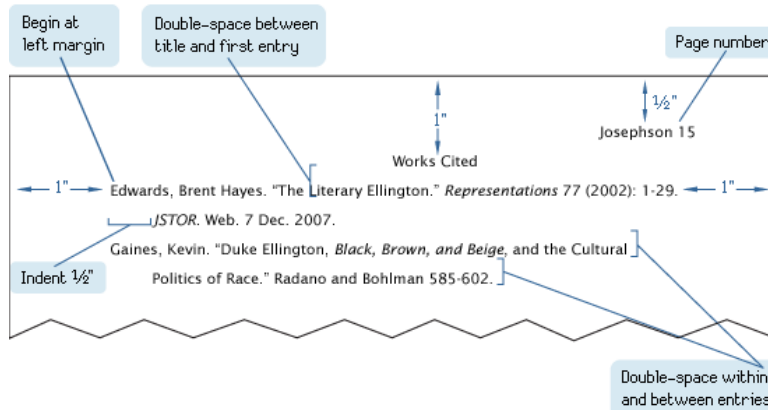 Begin at
left margin
Double-space between
title and first entry
Page number
1"
½"
Josephson 15
Works Cited
1"
Edwards, Brent Hayes. “The Literary Ellington.” Representations 77 (2002): 1-29.
1"
JSTOR. Web. 7 Dec. 2007.
Gaines, Kevin. “Duke Ellington, Black, Brown, and Beige, and the Cultural
Indent ½"
Politics of Race.” Radano and Bohlman 585-602.
Double-space within
and between entries